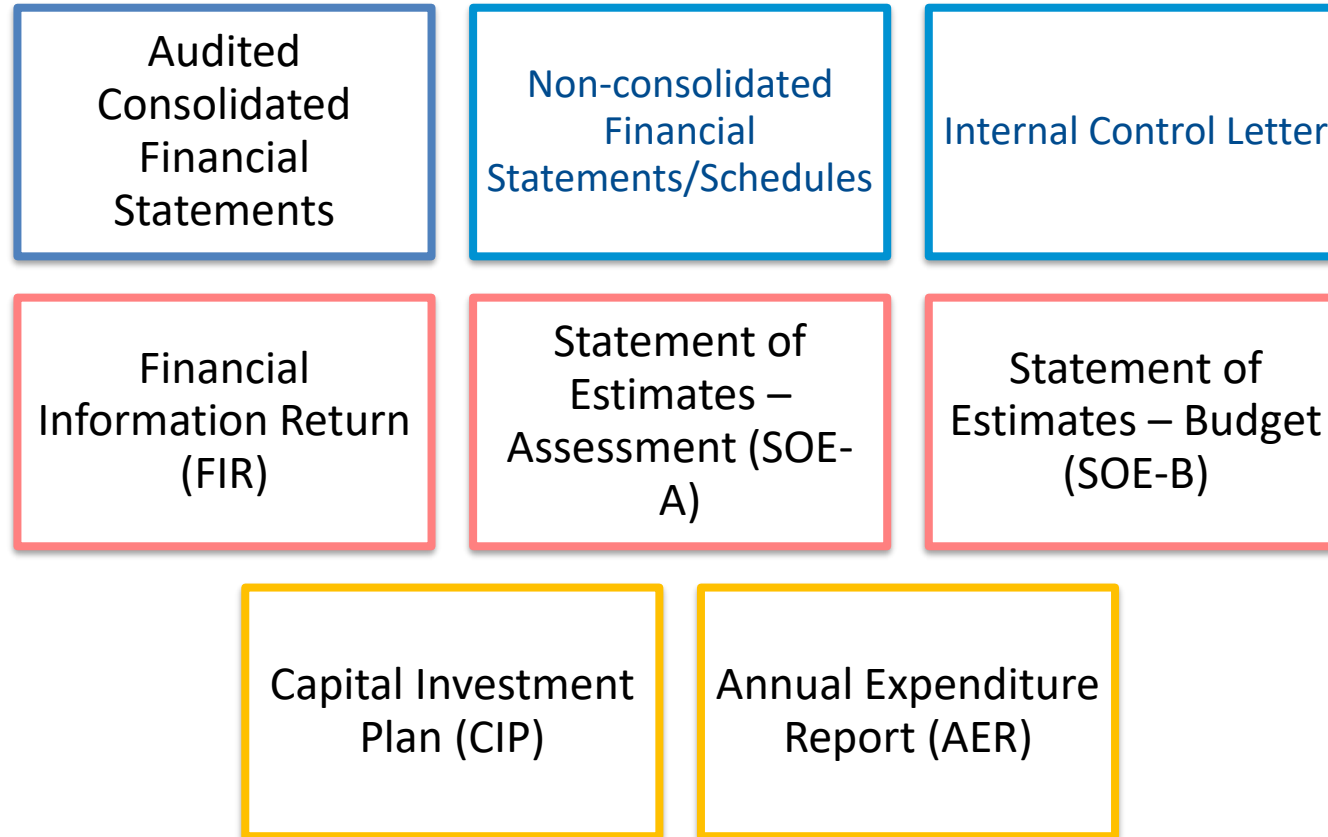 Audited
Consolidated
Financial
Statements
Non-consolidated
Financial
Statements/Schedules
Internal Control Letter
Financial
Information Return
(FIR)
Statement of
Estimates –
Assessment (SOE-
A)
Statement of
Estimates – Budget
(SOE-B)
Capital Investment
Plan (CIP)
Annual Expenditure
Report (AER)